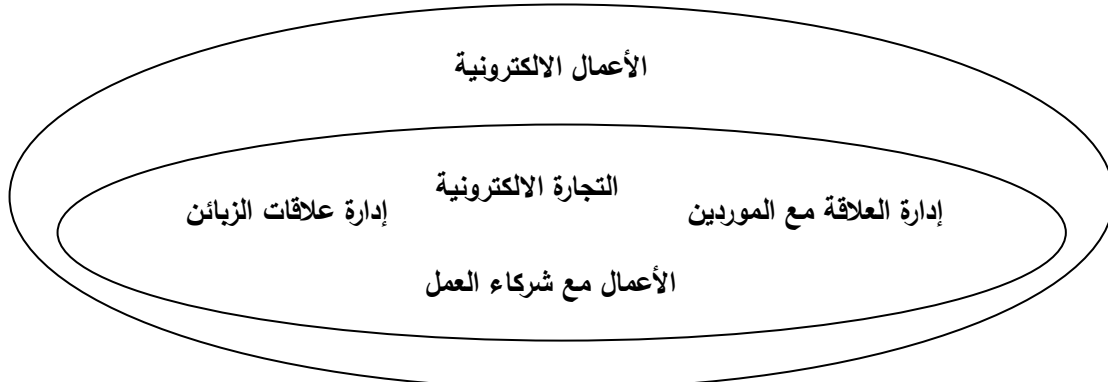 الأعمال الالكترونية
التجارة الالكترونية
إدارة العلاقة مع الموردين
إدارة علاقات الزبائن
الأعمال مع شركاء العمل